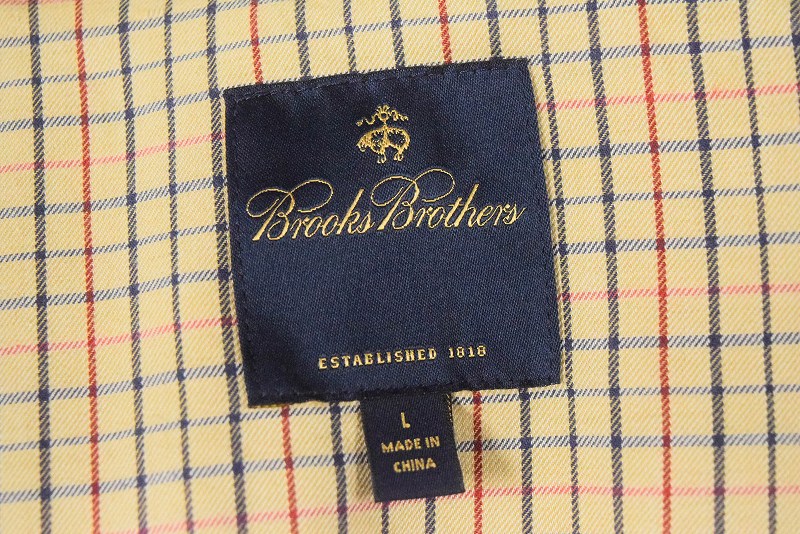 Brooks Brothers
ESTABLISHED 1818
L
MADE IN
CHINA